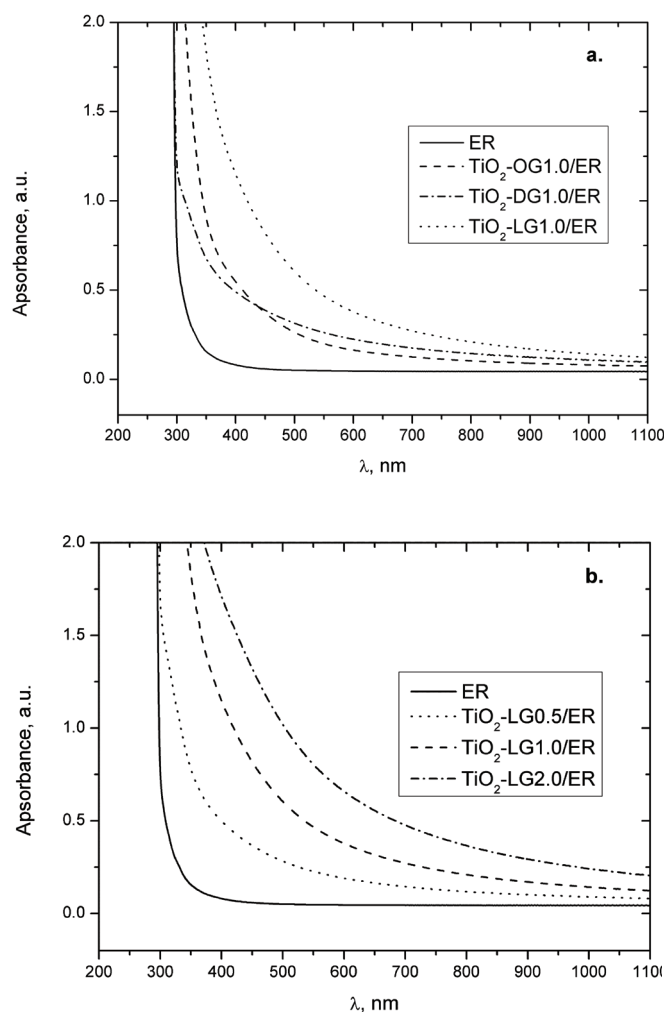 2.0
a.
1.5
ER
TiO2-OG1.0/ER
TiO2-DG1.0/ER
TiO2-LG1.0/ER
1.0
0.5
0.0
Apsorbance, a.u.
200 300 400 500 600 700 800 900 1000 1100
λ, nm
2.0
b.
1.5
ER
TiO2-LG0.5/ER
TiO2-LG1.0/ER
TiO2-LG2.0/ER
1.0
0.5
0.0
Apsorbance, a.u.
200 300 400 500 600 700 800 900 1000 1100
λ, nm